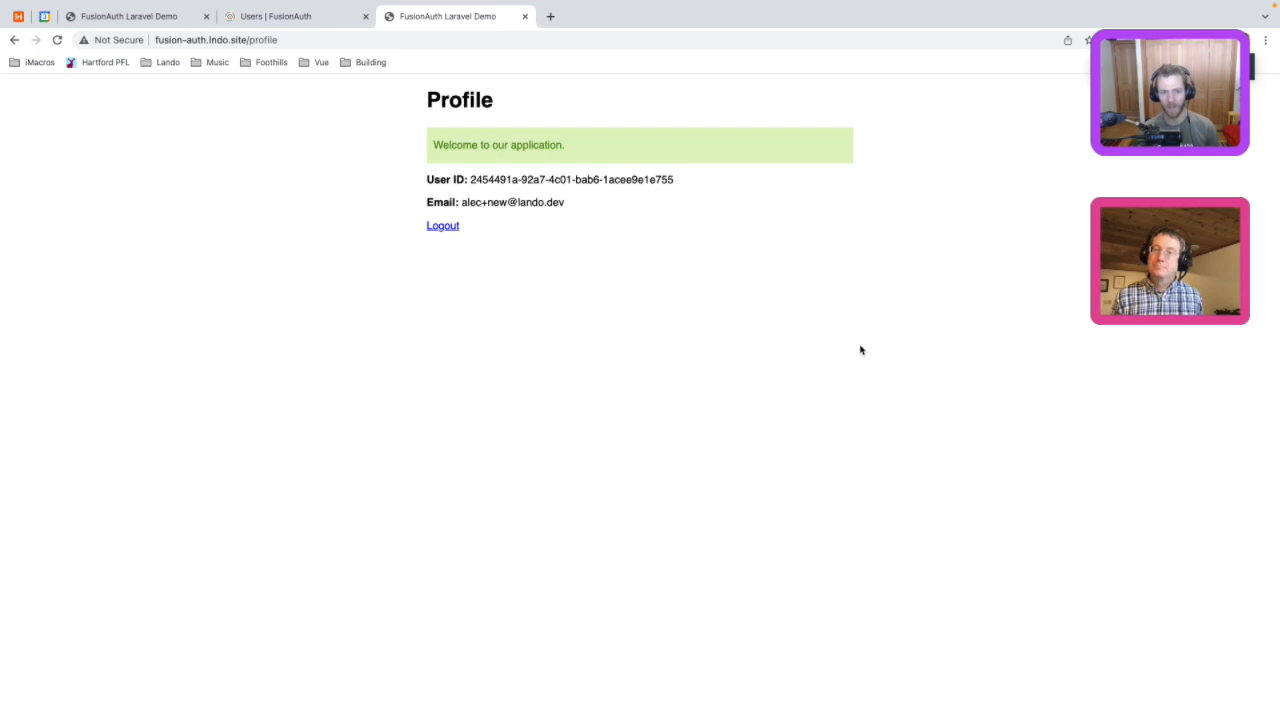 FusionAuth Laravel Demo
Users | FusionAuth
FusionAuth Laravel Demo
Not Secure
fusion-auth.lndo.site/profile
iMacros
Hartford PFL
Lando
Music
Foothills
Vue
Building
Profile
Welcome to our application.
User ID: 2454491a-92a7-4c01-bab6-1acee9e1e755
Email: alec+new@lando.dev
Logout